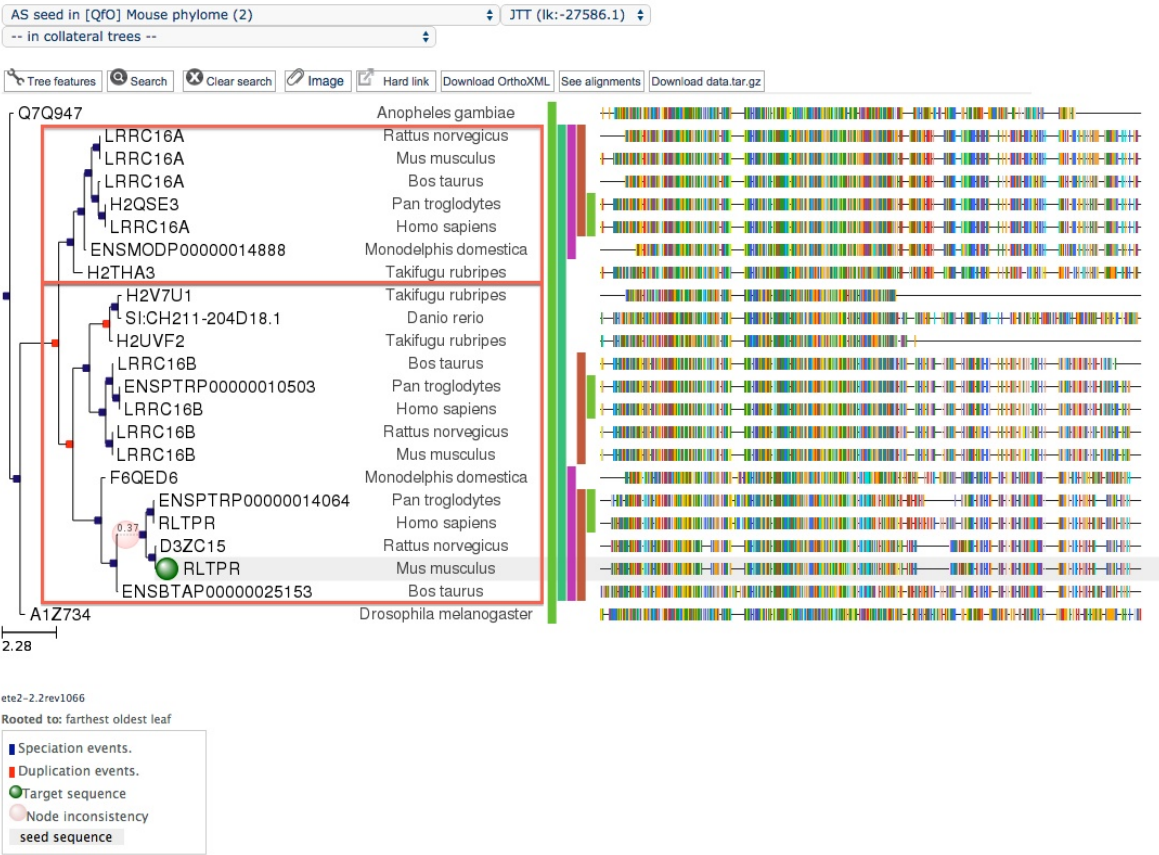 AS seed in [QfO] Mouse phylome (2) JTT (lk:-27586.1)
-- in collateral trees --
Tree features Search Clear search Image Hard link Download OrthoXML See alignments Download data.tar.gz
Q7Q947 Anopheles gambiae
LRRC16A Rattus norvegicus
LRRC16A Mus musculus
LRRC16A Bos taurus
H2QSE3 Pan troglodytes
LRRC16A Homo sapiens
ENSMODP00000014888 Monodelphis domestica
H2THA3 Takifugu rubripes
H2V7U1 Takifugu rubripes
SI:CH211-204D18.1 Danio rerio
H2UVF2 Takifugu rubripes
LRRC16B Bos taurus
ENSPTRP00000010503 Pan troglodytes
LRRC16B Homo sapiens
LRRC16B Rattus norvegicus
LRRC16B Mus musculus
F6QED6 Monodelphis domestica
ENSPTRP00000014064 Pan troglodytes
0.37 RLTPR Homo sapiens
D3ZC15 Rattus norvegicus
RLTPR Mus musculus
ENSBTAP00000025153 Bos taurus
A1Z734 Drosophila melanogaster
2.28
ete2-2.2rev1066
Rooted to: farthest oldest leaf
Speciation events.
Duplication events.
Target sequence
Node inconsistency
seed sequence